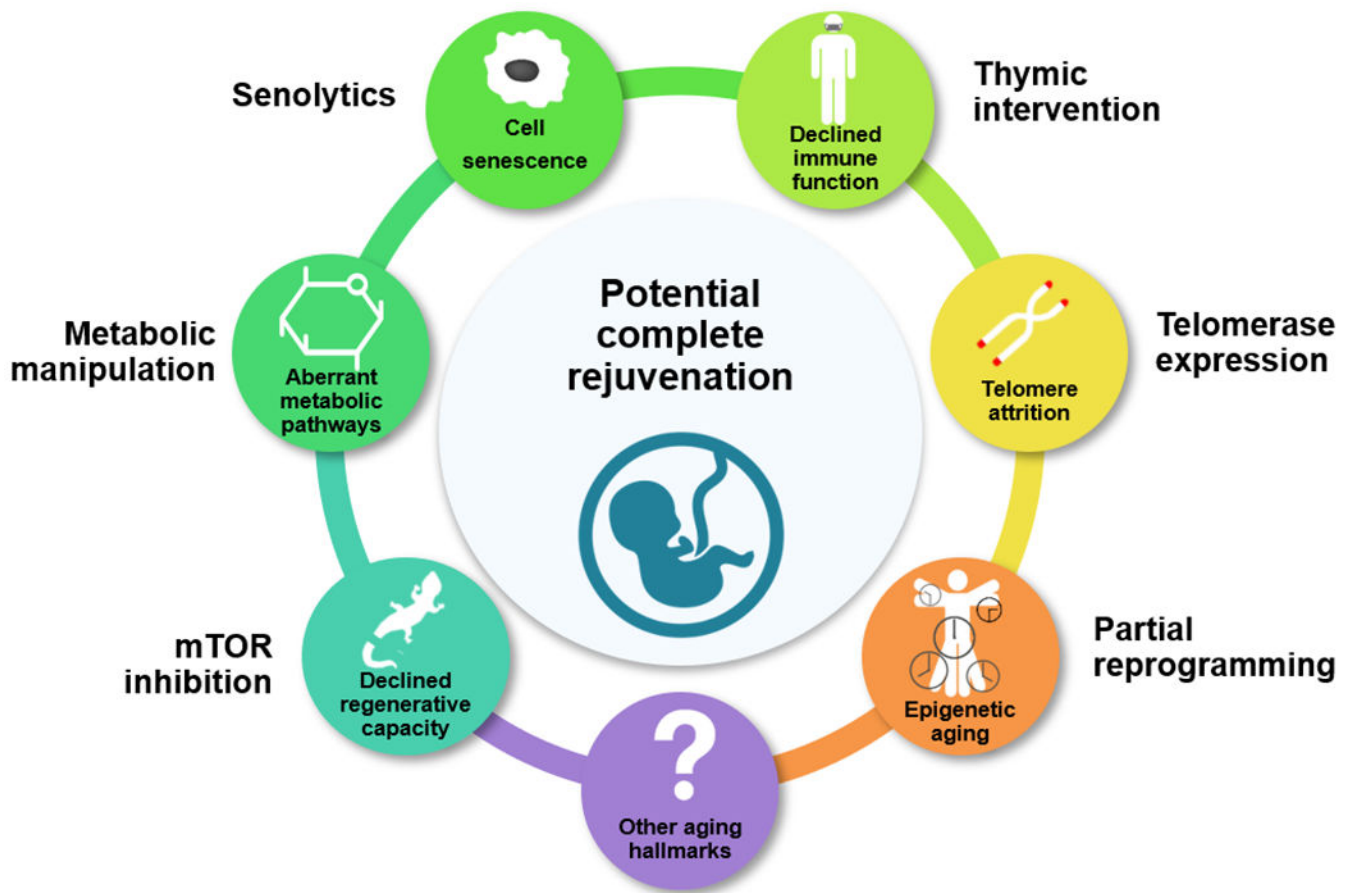 Senolytics
Cell
senescence
Declined
immune
function
Thymic
intervention
Metabolic
manipulation
Aberrant
metabolic
pathways
Potential
complete
rejuvenation
Telomere
attrition
Telomerase
expression
mTOR
inhibition
Declined
regenerative
capacity
Other aging
hallmarks
Epigenetic
aging
Partial
reprogramming